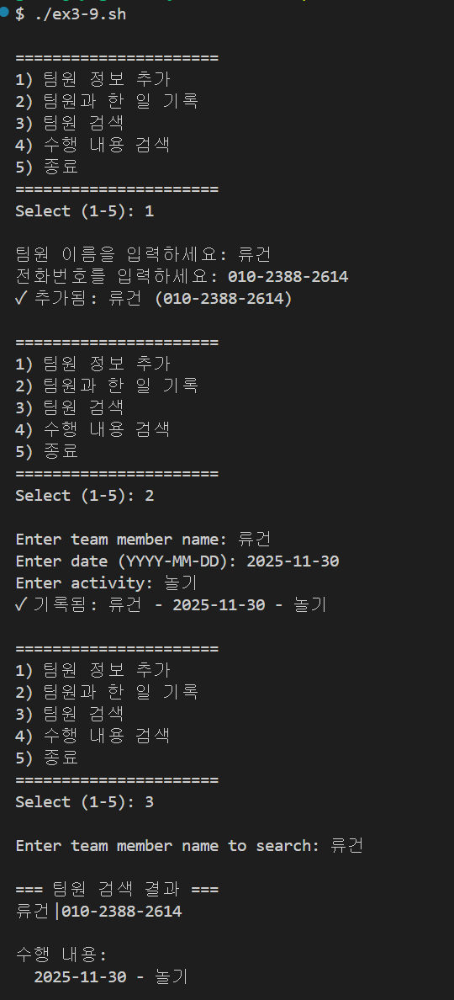 $ ./ex3-9.sh
======================
1) 팀원 정보 추가
2) 팀원과 한 일 기록
3) 팀원 검색
4) 수행 내용 검색
5) 종료
======================
Select (1-5): 1
팀원 이름을 입력하세요: 류건
전화번호를 입력하세요: 010-2388-2614
✓ 추가됨: 류건 (010-2388-2614)
======================
1) 팀원 정보 추가
2) 팀원과 한 일 기록
3) 팀원 검색
4) 수행 내용 검색
5) 종료
======================
Select (1-5): 2
Enter team member name: 류건
Enter date (YYYY-MM-DD): 2025-11-30
Enter activity: 놀기
✓ 기록됨: 류건 - 2025-11-30 - 놀기
======================
1) 팀원 정보 추가
2) 팀원과 한 일 기록
3) 팀원 검색
4) 수행 내용 검색
5) 종료
======================
Select (1-5): 3
Enter team member name to search: 류건
=== 팀원 검색 결과 ===
류건|010-2388-2614
수행 내용:
  2025-11-30 - 놀기